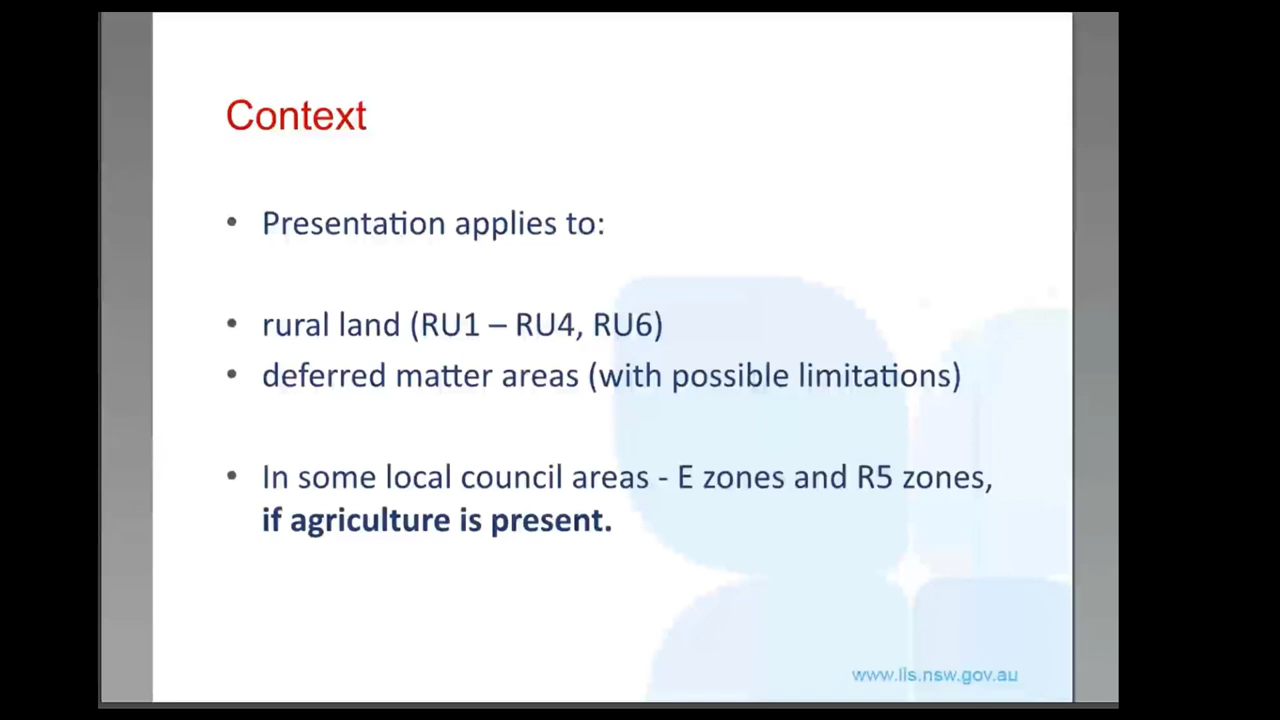 Context
• Presentation applies to:
• rural land (RU1 – RU4, RU6)
• deferred matter areas (with possible limitations)
• In some local council areas - E zones and R5 zones,
if agriculture is present.
www.lls.nsw.gov.au